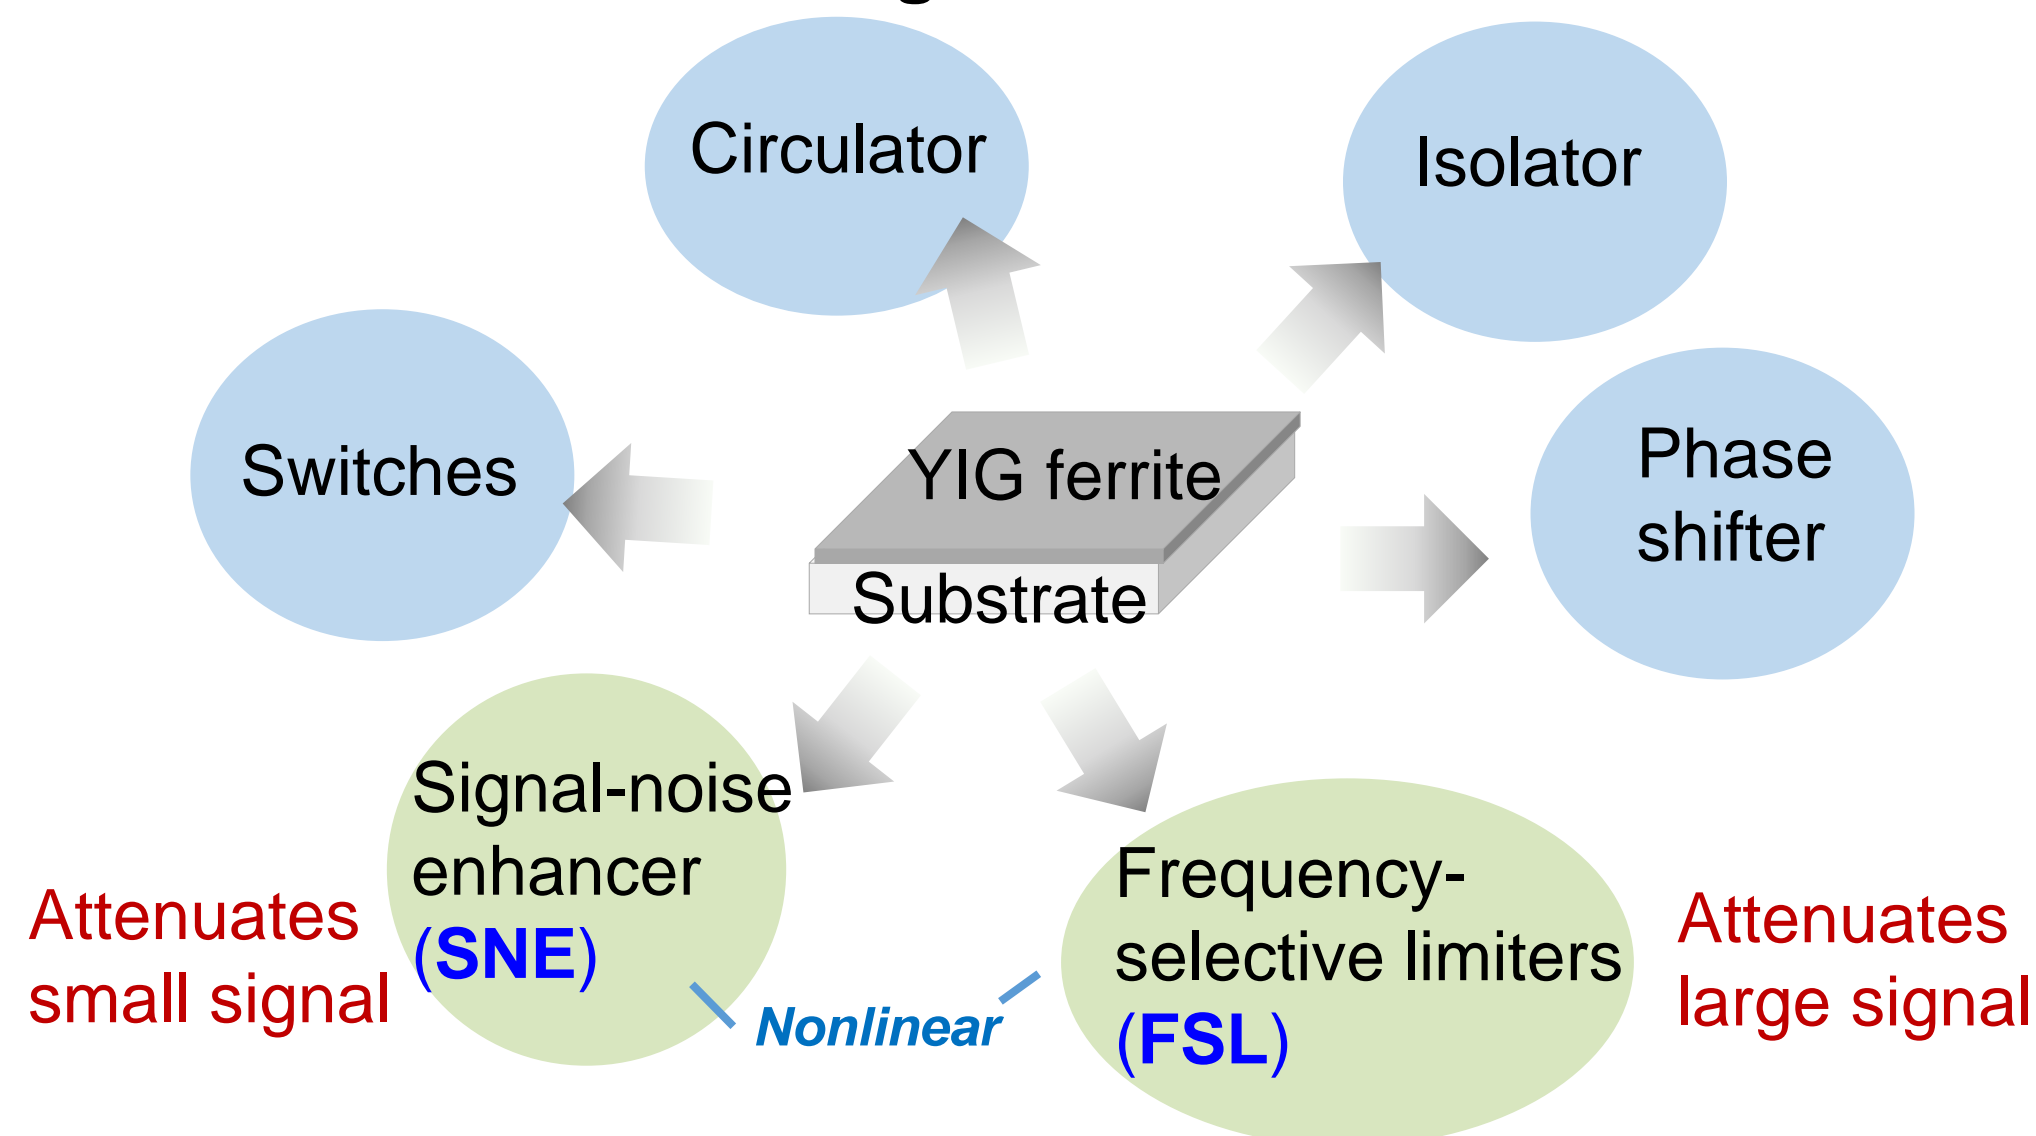 Circulator
Isolator
Switches
YIG ferrite
Phase
shifter
Substrate
Signal-noise
enhancer
(SNE)
Attenuates
small signal
Nonlinear
Frequency-
selective limiters
(FSL)
Attenuates
large signal